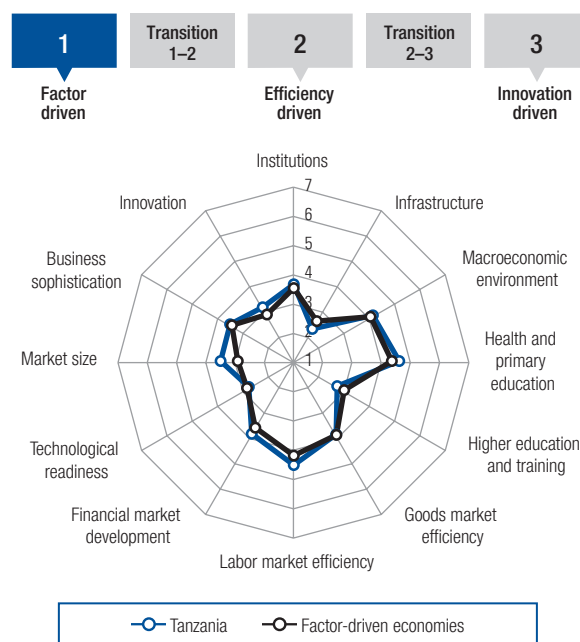 1
Transition
1–2
2
Transition
2–3
3
Factor
driven
Efficiency
driven
Innovation
driven
Institutions
Infrastructure
Macroeconomic
environment
Health and
primary
education
Higher education
and training
Goods market
efficiency
Labor market efficiency
Financial market
development
Technological
readiness
Market size
Business
sophistication
Innovation
7
6
5
4
3
2
1
Tanzania
Factor-driven economies